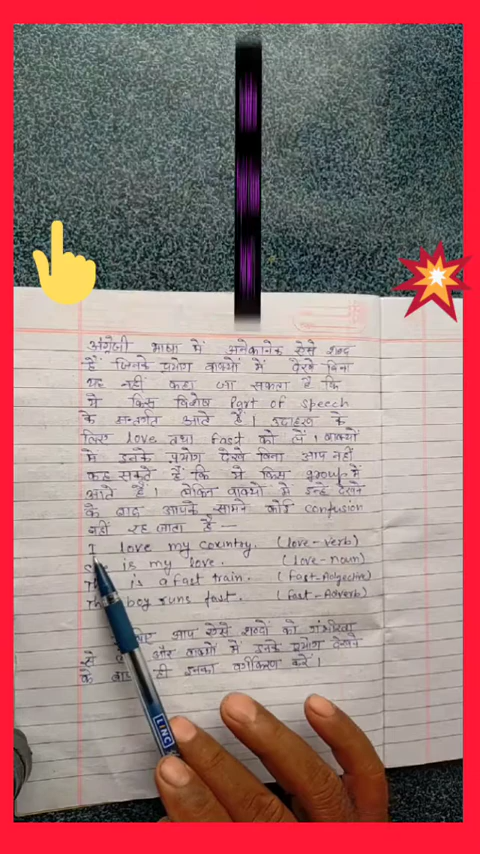 अंग्रेजी भाषा में अनेकानेक ऐसे शब्द
हैं जिनके प्रयोग वाक्यों में देखे बिना
यह नहीं कहा जा सकता है कि
ये किस विशेष Part of speech
के अन्तर्गत आते हैं। उदाहरण के
लिए love तथा fast को लें। वाक्यों
में उनके प्रयोग देखे बिना आप नहीं
कह सकते हैं कि ये किस group में
आते हैं। लेकिन वाक्यों में इन्हें देखने
के बाद आपके सामने कोई confusion
नहीं रह जाता है —
I love my country. (love-verb)
is my love. (love-noun)
is a fast train. (fast-Adjective)
boy runs fast. (fast-Adverb)
आप ऐसे शब्दों को गंभीरता
से और वाक्यों में उनके प्रयोग देखने
के बाद ही इनका वर्गीकरण करें।
LINC